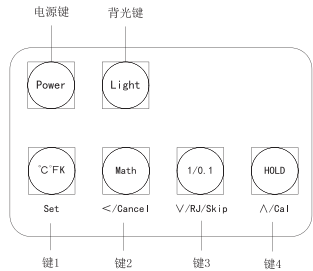 电源键 背光键
Power Light
℃℉K Math 1/0.1 HOLD
Set </Cancel ∨/RJ/Skip ∧/Cal
键1 键2 键3 键4